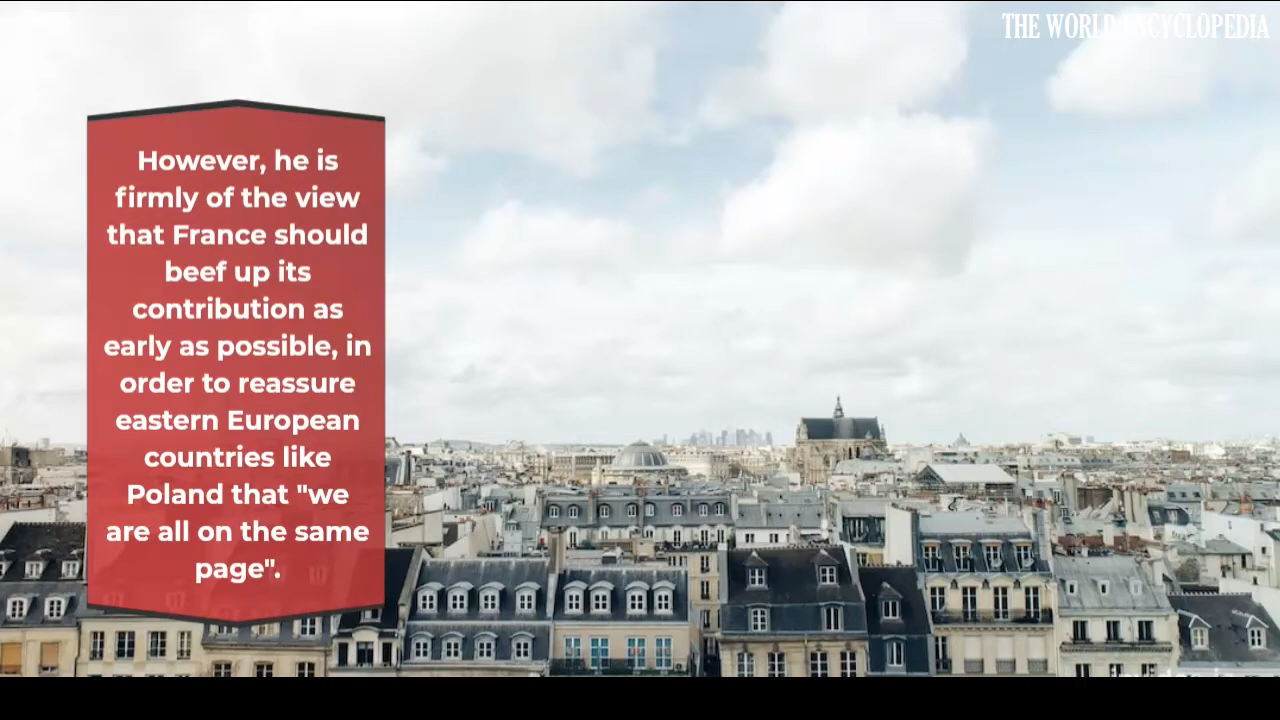 THE WORLD ENCYCLOPEDIA
However, he is
firmly of the view
that France should
beef up its
contribution as
early as possible, in
order to reassure
eastern European
countries like
Poland that "we
are all on the same
page".